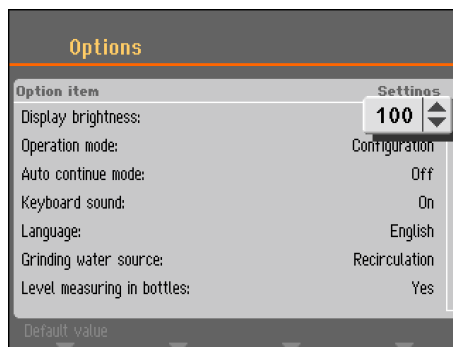 Options
Option item Settings
Display brightness: 100
Operation mode: Configuration
Auto continue mode: Off
Keyboard sound: On
Language: English
Grinding water source: Recirculation
Level measuring in bottles: Yes
Default value